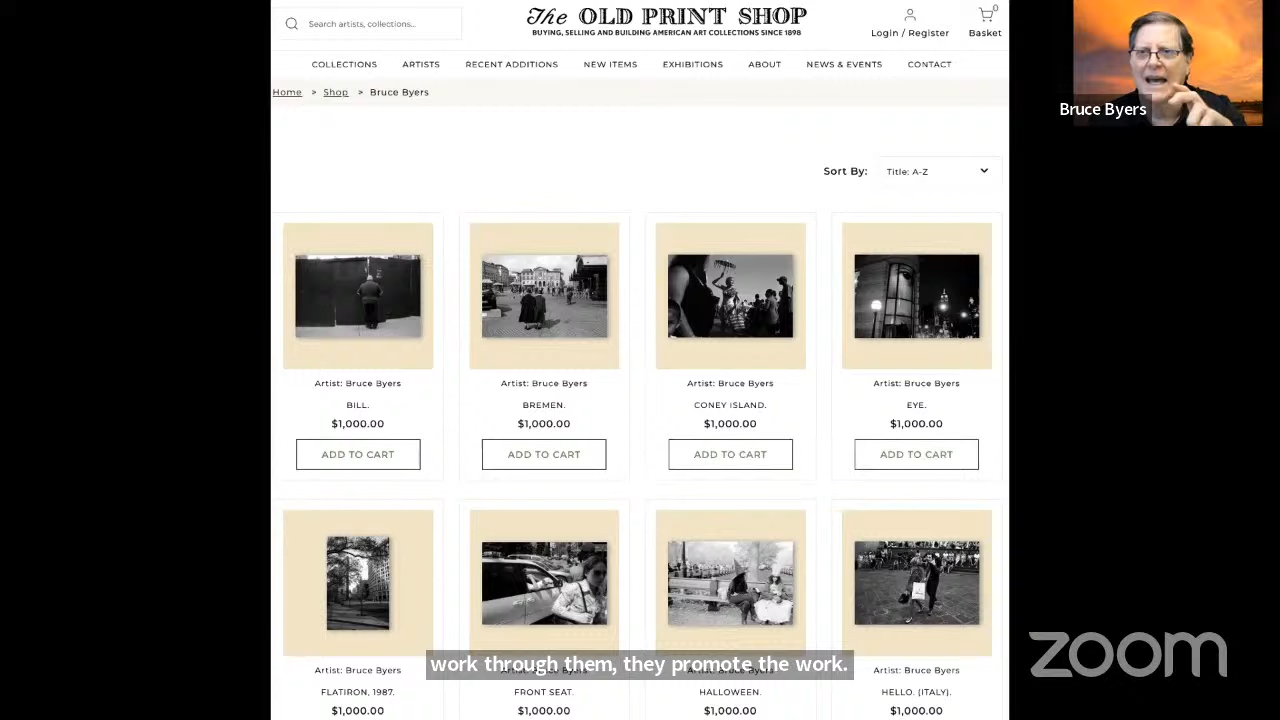 Search artists, collections...
The OLD PRINT SHOP
BUYING, SELLING AND BUILDING AMERICAN ART COLLECTIONS SINCE 1898
Login / Register
0
Basket
COLLECTIONS ARTISTS RECENT ADDITIONS NEW ITEMS EXHIBITIONS ABOUT NEWS & EVENTS CONTACT
Home > Shop > Bruce Byers
Bruce Byers
Sort By: Title: A-Z
Artist: Bruce Byers Artist: Bruce Byers Artist: Bruce Byers Artist: Bruce Byers
BILL. BREMEN. CONEY ISLAND. EYE.
$1,000.00 $1,000.00 $1,000.00 $1,000.00
ADD TO CART ADD TO CART ADD TO CART ADD TO CART
work through them, they promote the work.
Artist: Bruce Byers Artist: Bruce Byers Artist: Bruce Byers Artist: Bruce Byers
FLATIRON, 1987. FRONT SEAT. HALLOWEEN. HELLO. (ITALY).
$1,000.00 $1,000.00 $1,000.00 $1,000.00
zoom